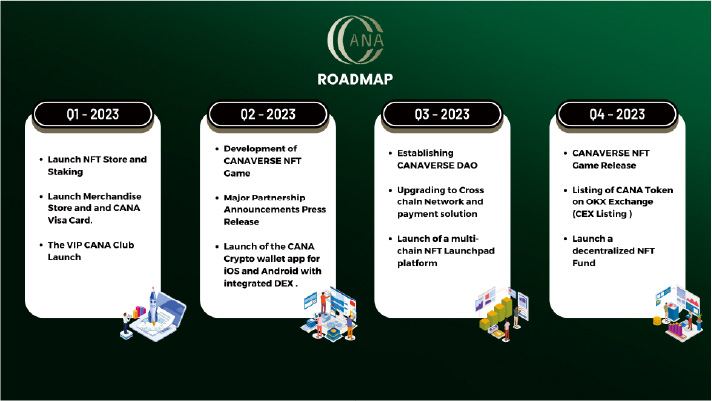 CANA
ROADMAP
Q1 - 2023
• Launch NFT Store and
Staking
• Launch Merchandise
Store and and CANA
Visa Card.
• The VIP CANA Club
Launch
Q2 - 2023
• Development of
CANAVERSE NFT
Game
• Major Partnership
Announcements Press
Release
• Launch of the CANA
Crypto wallet app for
iOS and Android with
integrated DEX .
Q3 - 2023
• Establishing
CANAVERSE DAO
• Upgrading to Cross
chain Network and
payment solution
• Launch of a multi-
chain NFT Launchpad
platform
Q4 - 2023
• CANAVERSE NFT
Game Release
• Listing of CANA Token
on OKX Exchange
(CEX Listing )
• Launch a
decentralized NFT
Fund